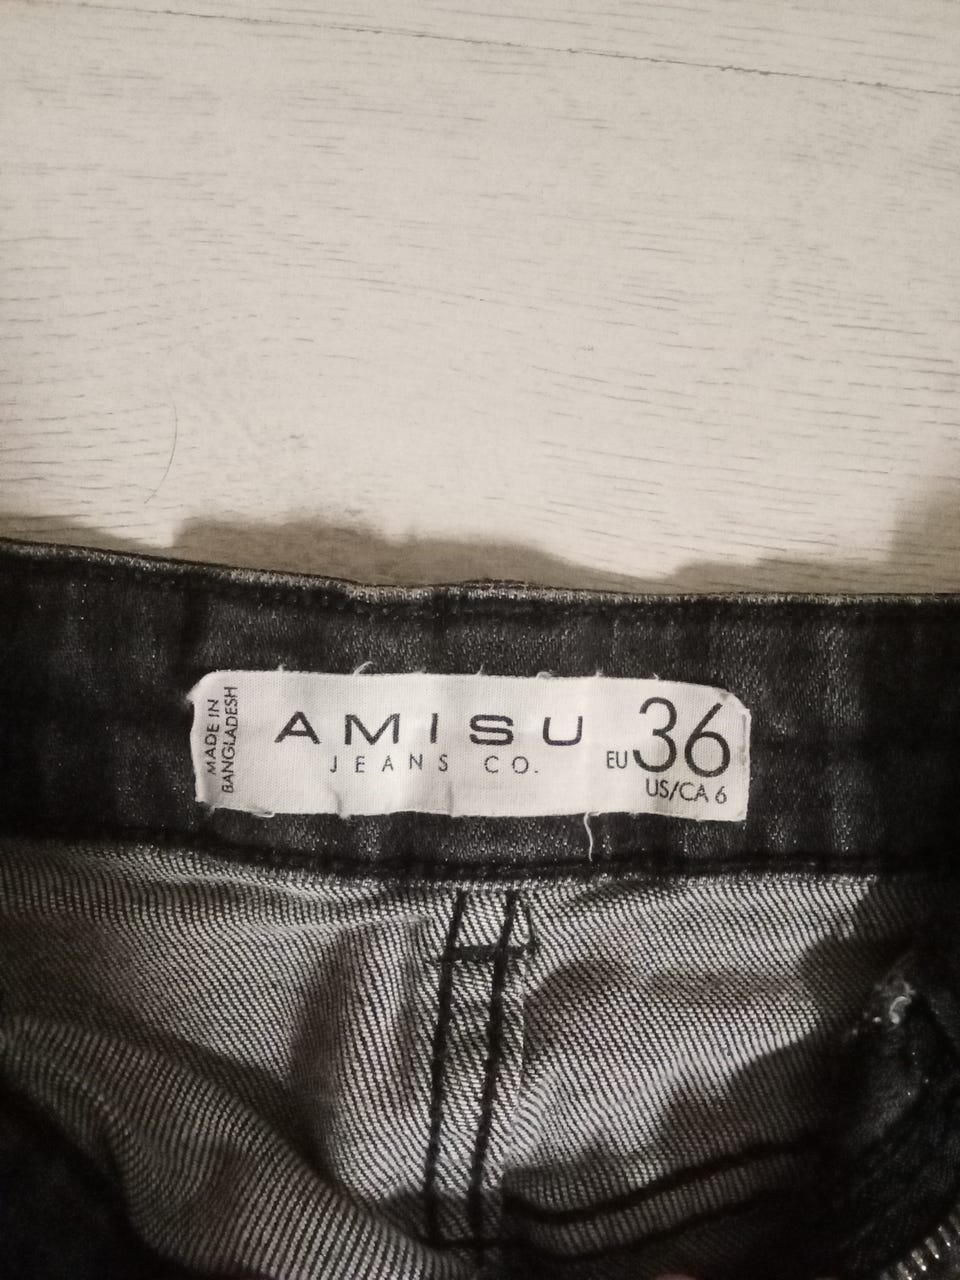 MADE IN
BANGLADESH
AMISU
JEANS CO.
EU 36
US/CA 6